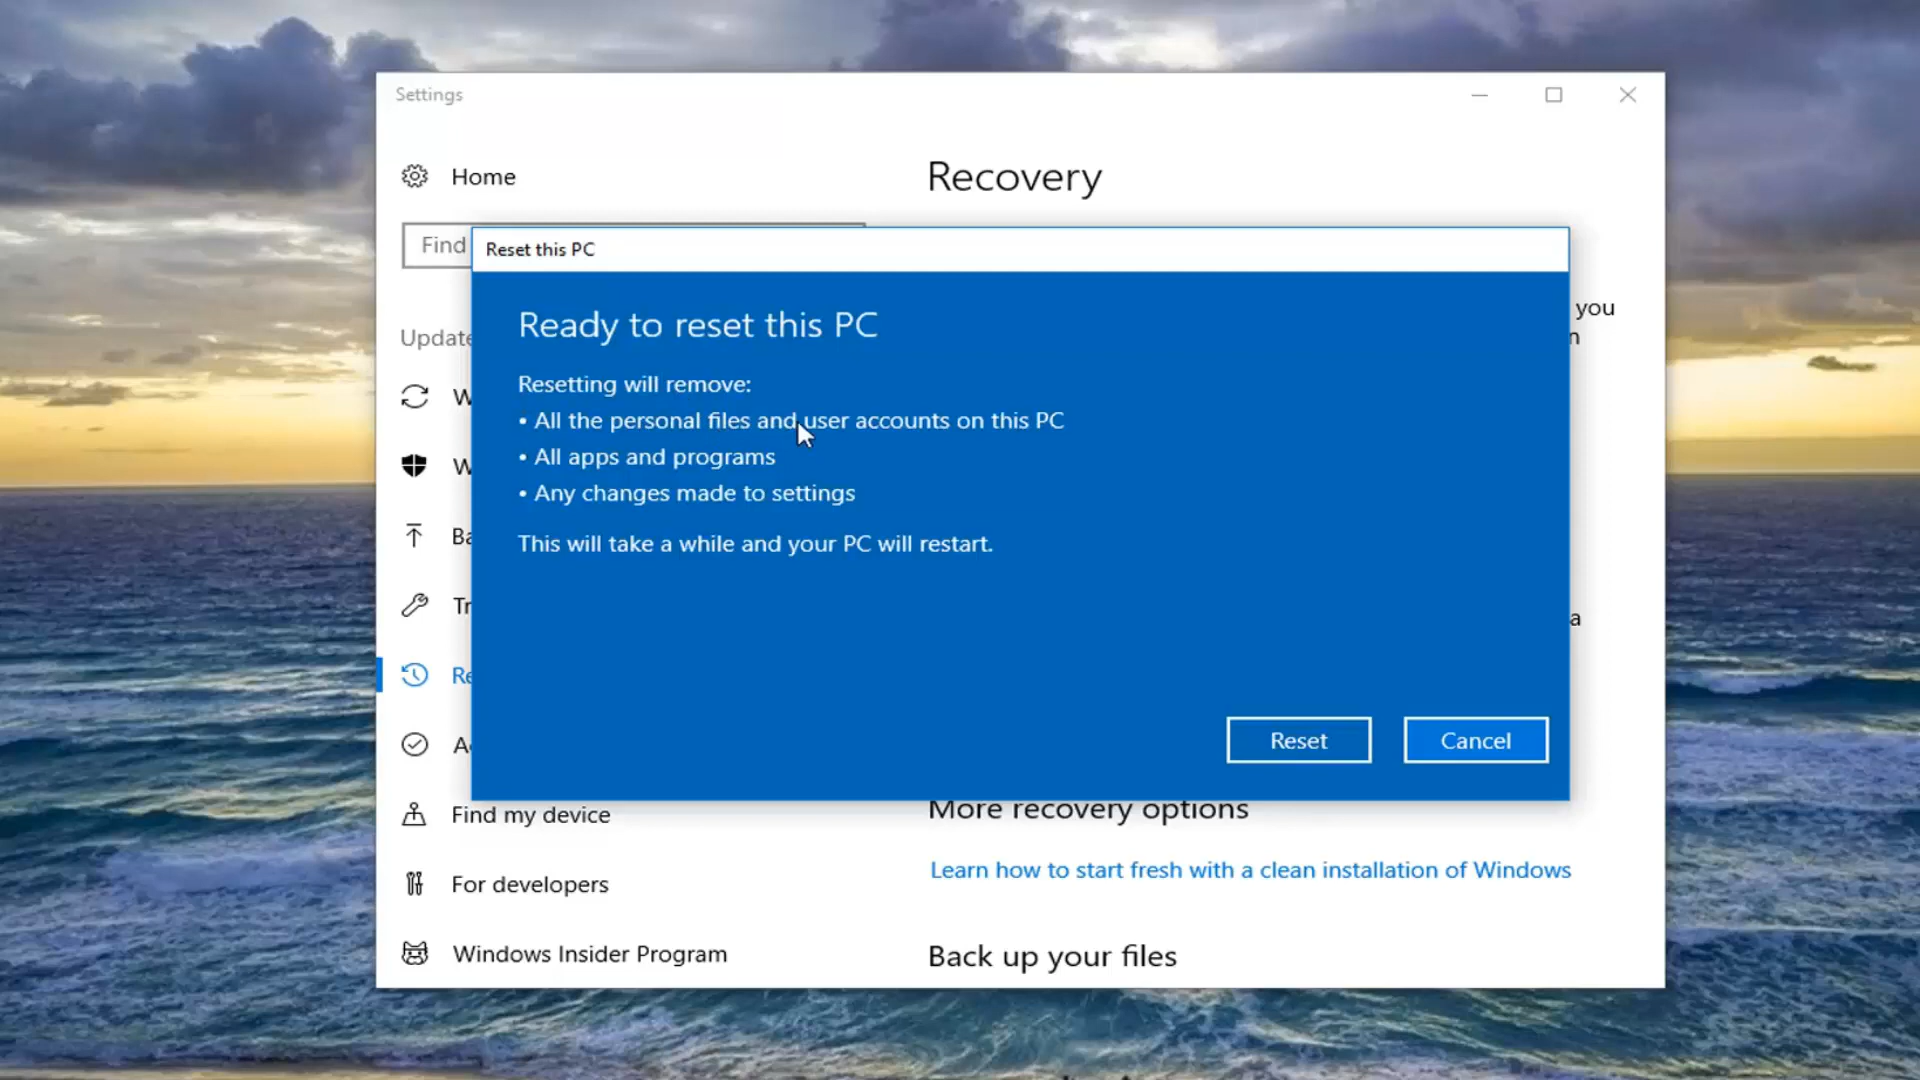 Settings
Home
Recovery
Find
Reset this PC
Ready to reset this PC
you
Update
Resetting will remove:
• All the personal files and user accounts on this PC
• All apps and programs
• Any changes made to settings
This will take a while and your PC will restart.
Reset
Cancel
Find my device
More recovery options
For developers
Learn how to start fresh with a clean installation of Windows
Windows Insider Program
Back up your files